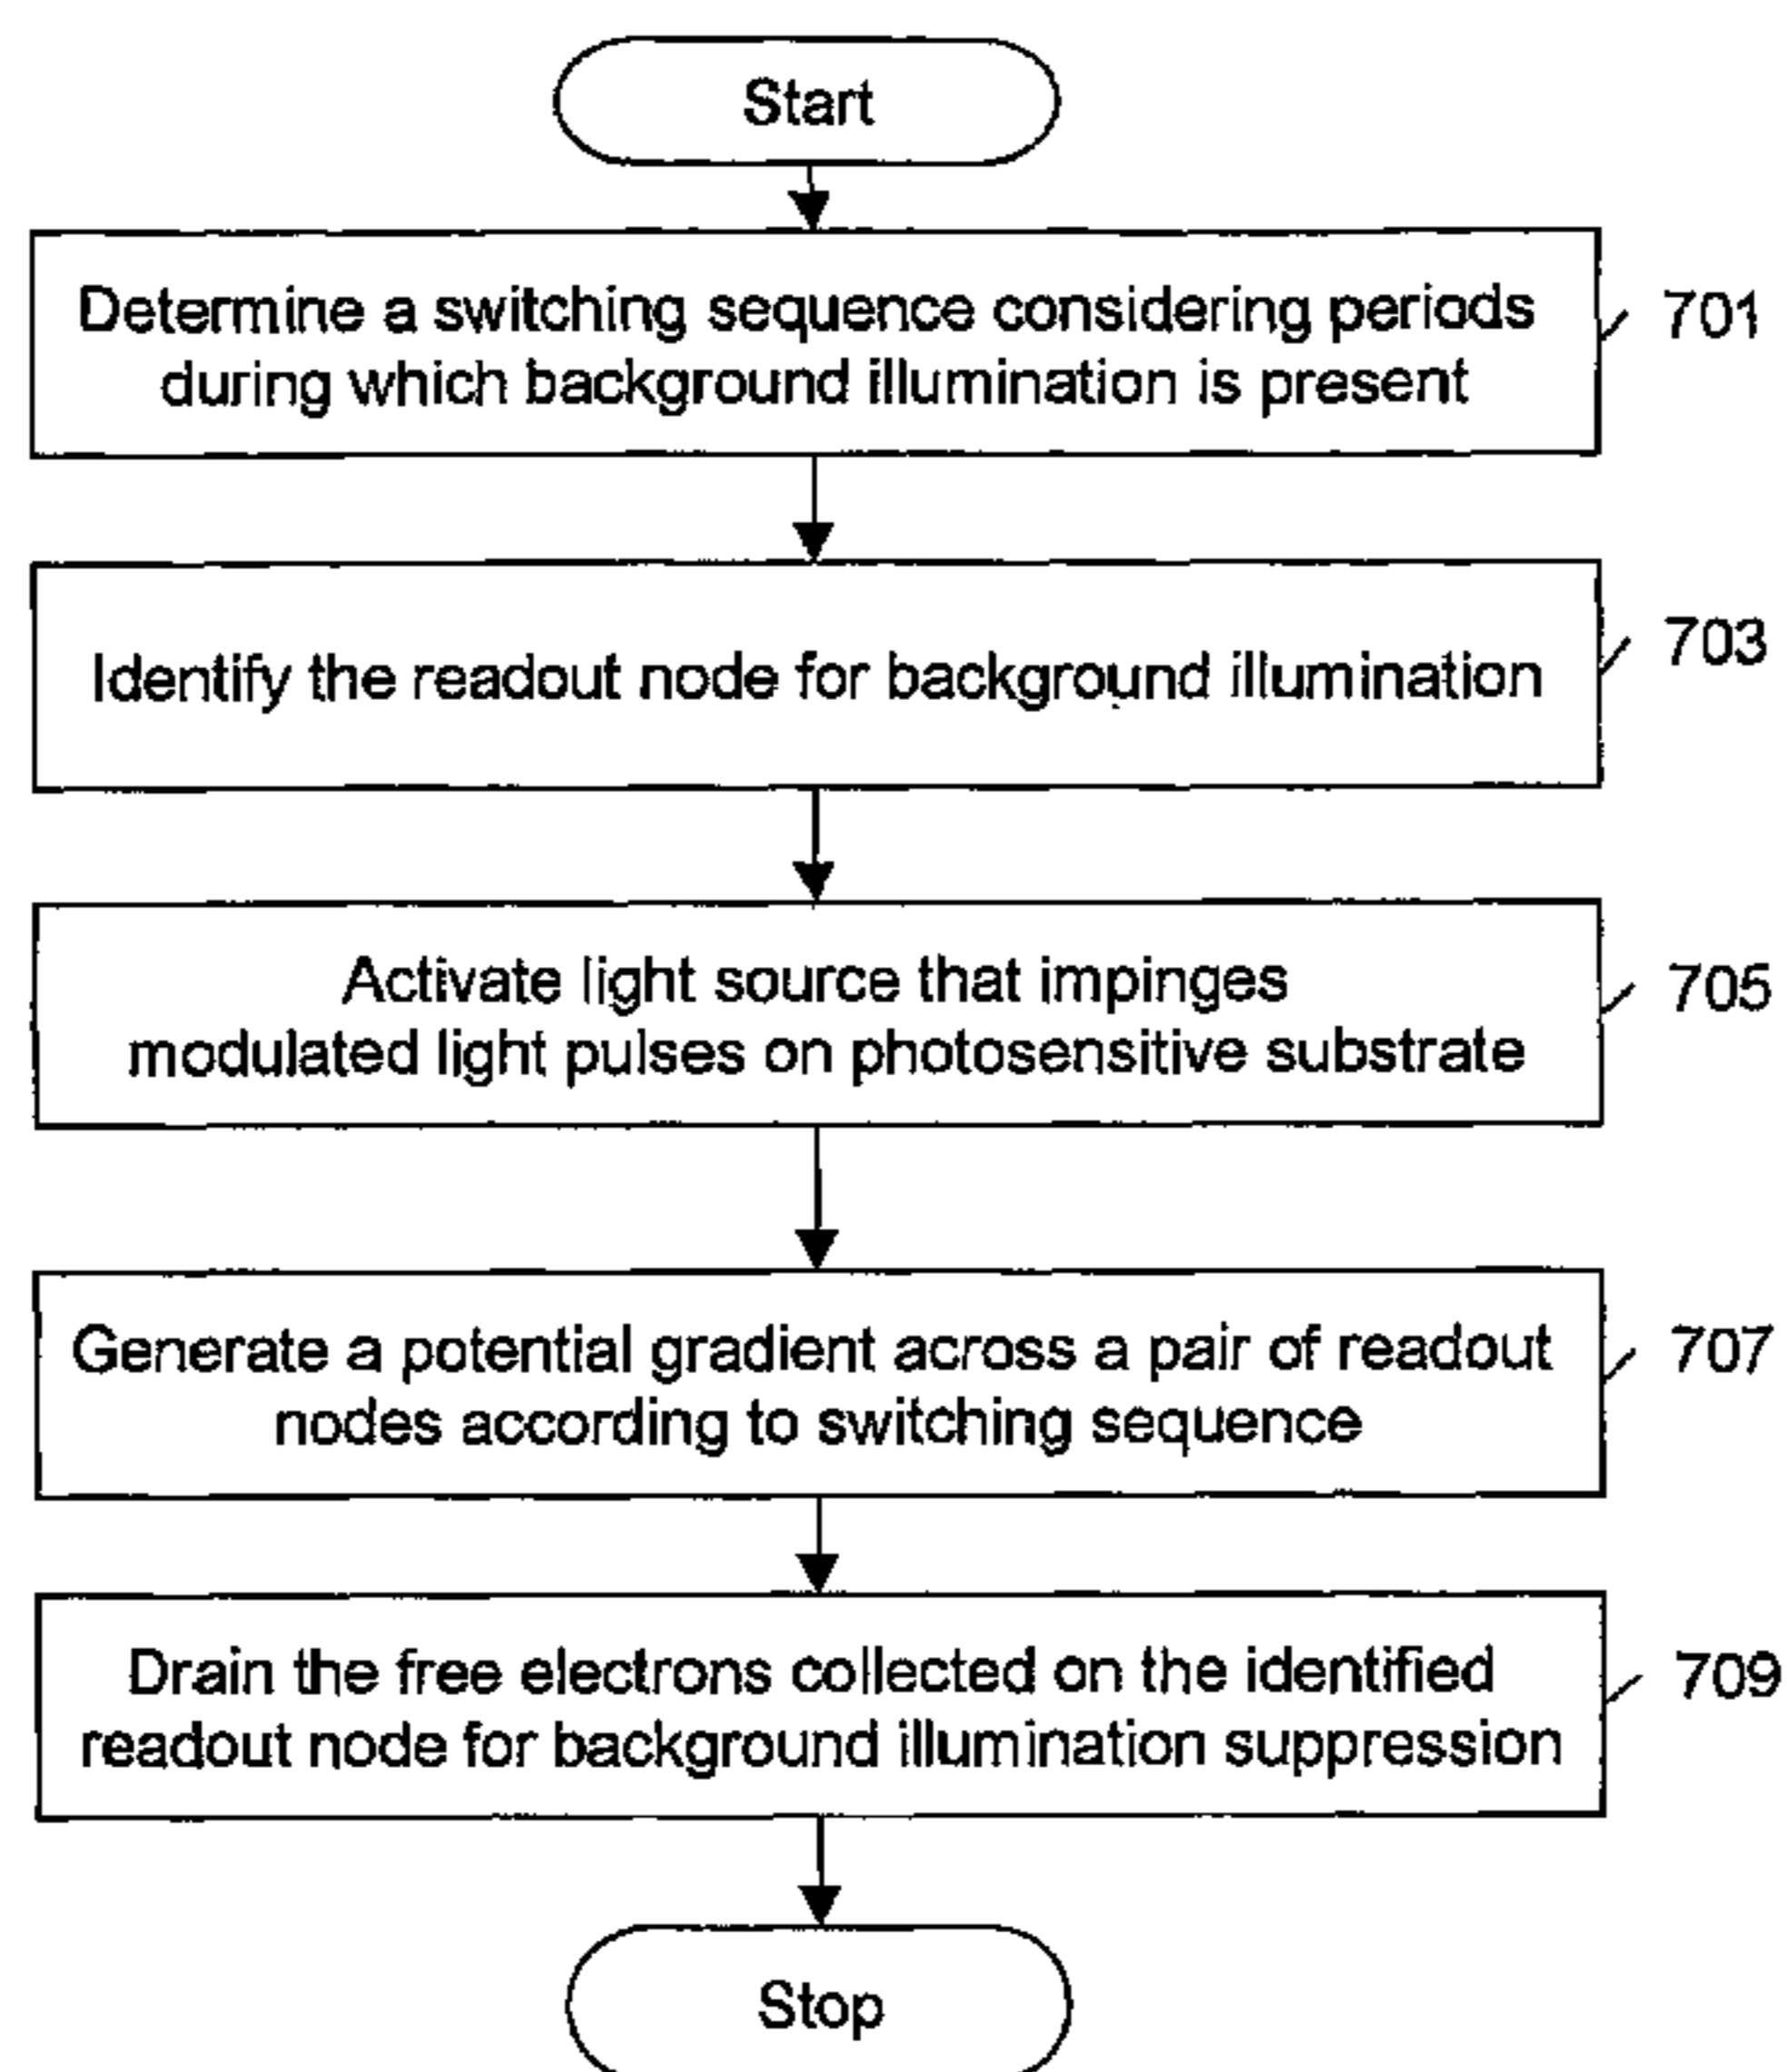 Start
Determine a switching sequence considering periods
during which background illumination is present
701
Identify the readout node for background illumination
703
Activate light source that impinges
modulated light pulses on photosensitive substrate
705
Generate a potential gradient across a pair of readout
nodes according to switching sequence
707
Drain the free electrons collected on the identified
readout node for background illumination suppression
709
Stop